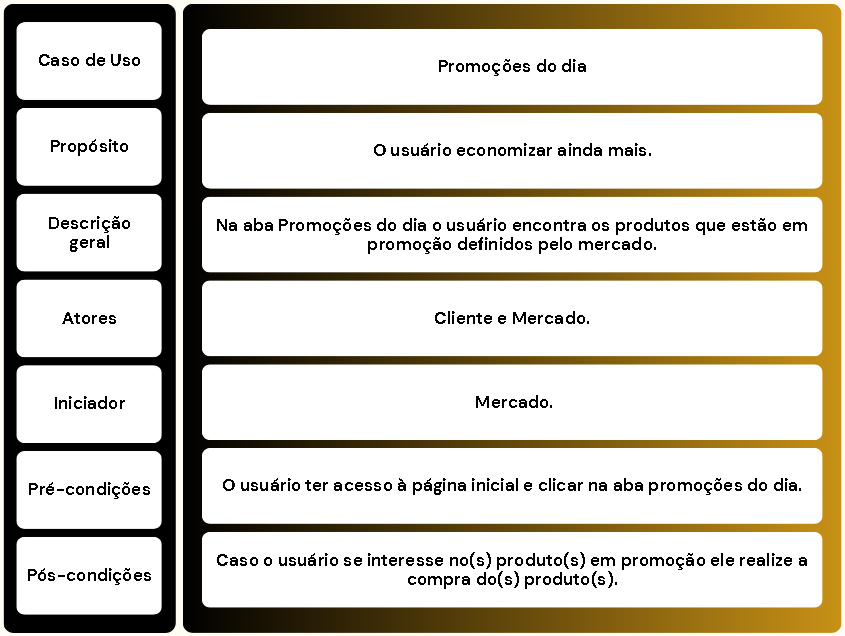 Caso de Uso
Promoções do dia
Propósito
O usuário economizar ainda mais.
Descrição
geral
Na aba Promoções do dia o usuário encontra os produtos que estão em
promoção definidos pelo mercado.
Atores
Cliente e Mercado.
Iniciador
Mercado.
Pré-condições
O usuário ter acesso à página inicial e clicar na aba promoções do dia.
Pós-condições
Caso o usuário se interesse no(s) produto(s) em promoção ele realize a
compra do(s) produto(s).